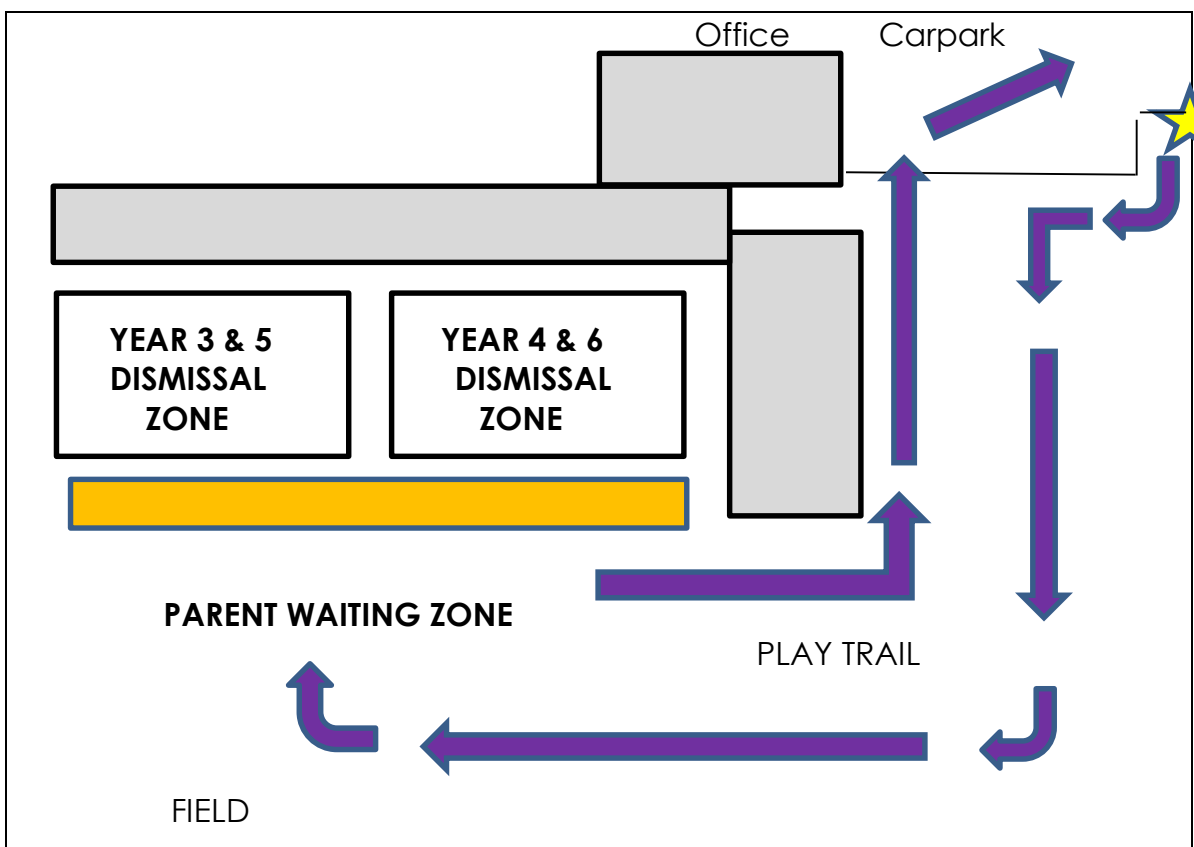 Office
Carpark
YEAR 3 & 5
DISMISSAL
ZONE
YEAR 4 & 6
DISMISSAL
ZONE
PARENT WAITING ZONE
PLAY TRAIL
FIELD